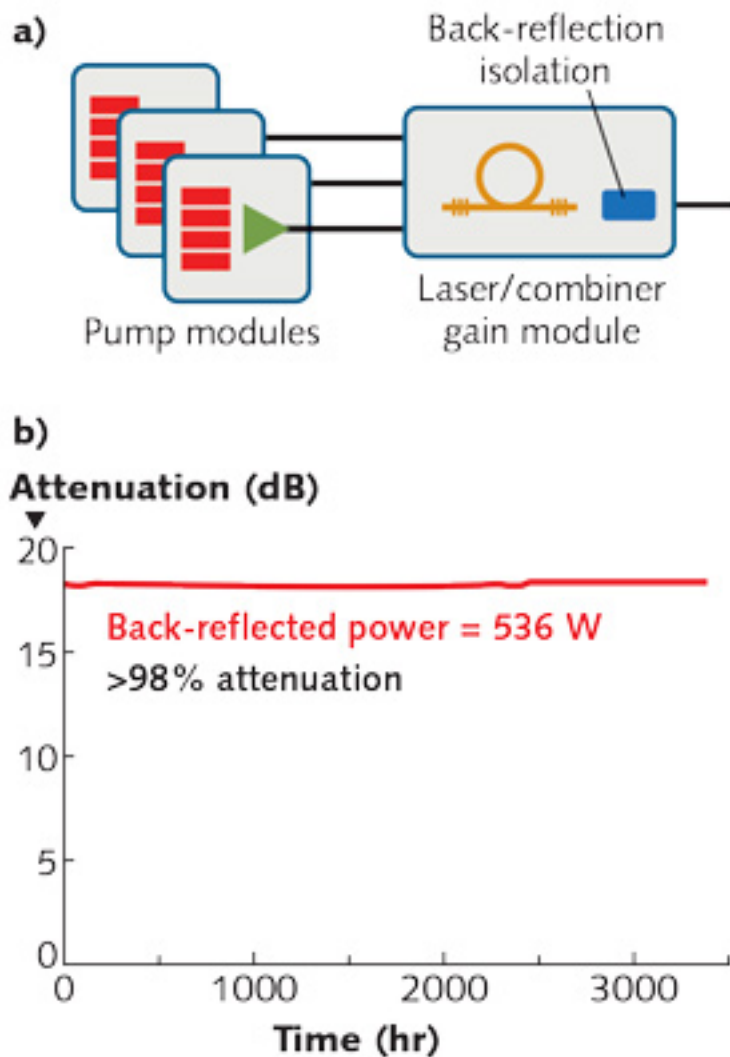 a)
Back-reflection
isolation
Pump modules
Laser/combiner
gain module
b)
Attenuation (dB)
20
15
10
5
0
Back-reflected power = 536 W
>98% attenuation
0 1000 2000 3000
Time (hr)